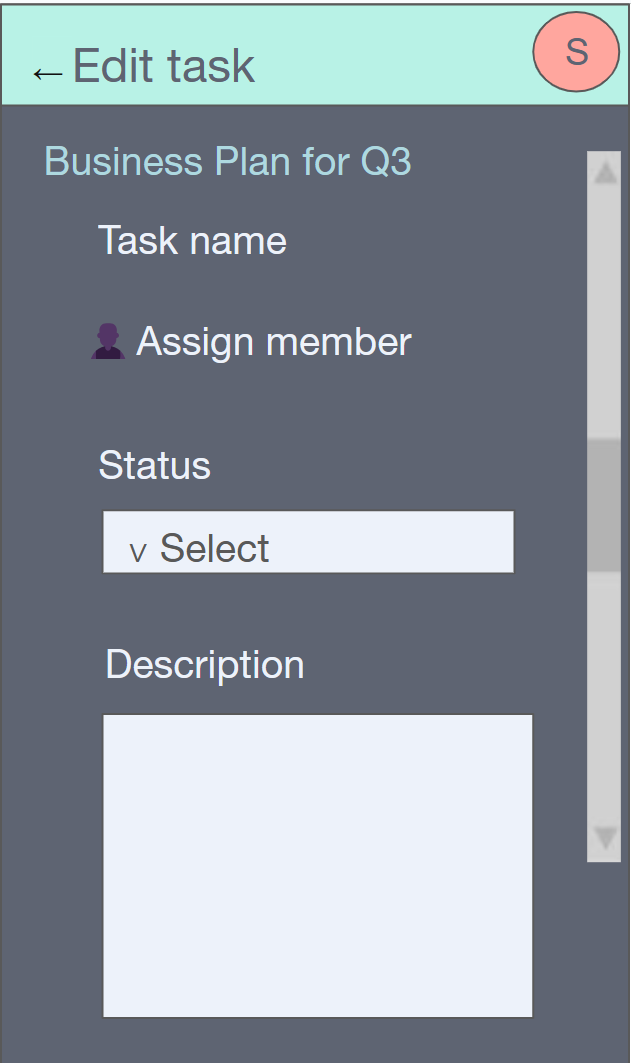 ←Edit task
S
Business Plan for Q3
Task name
Assign member
Status
v Select
Description